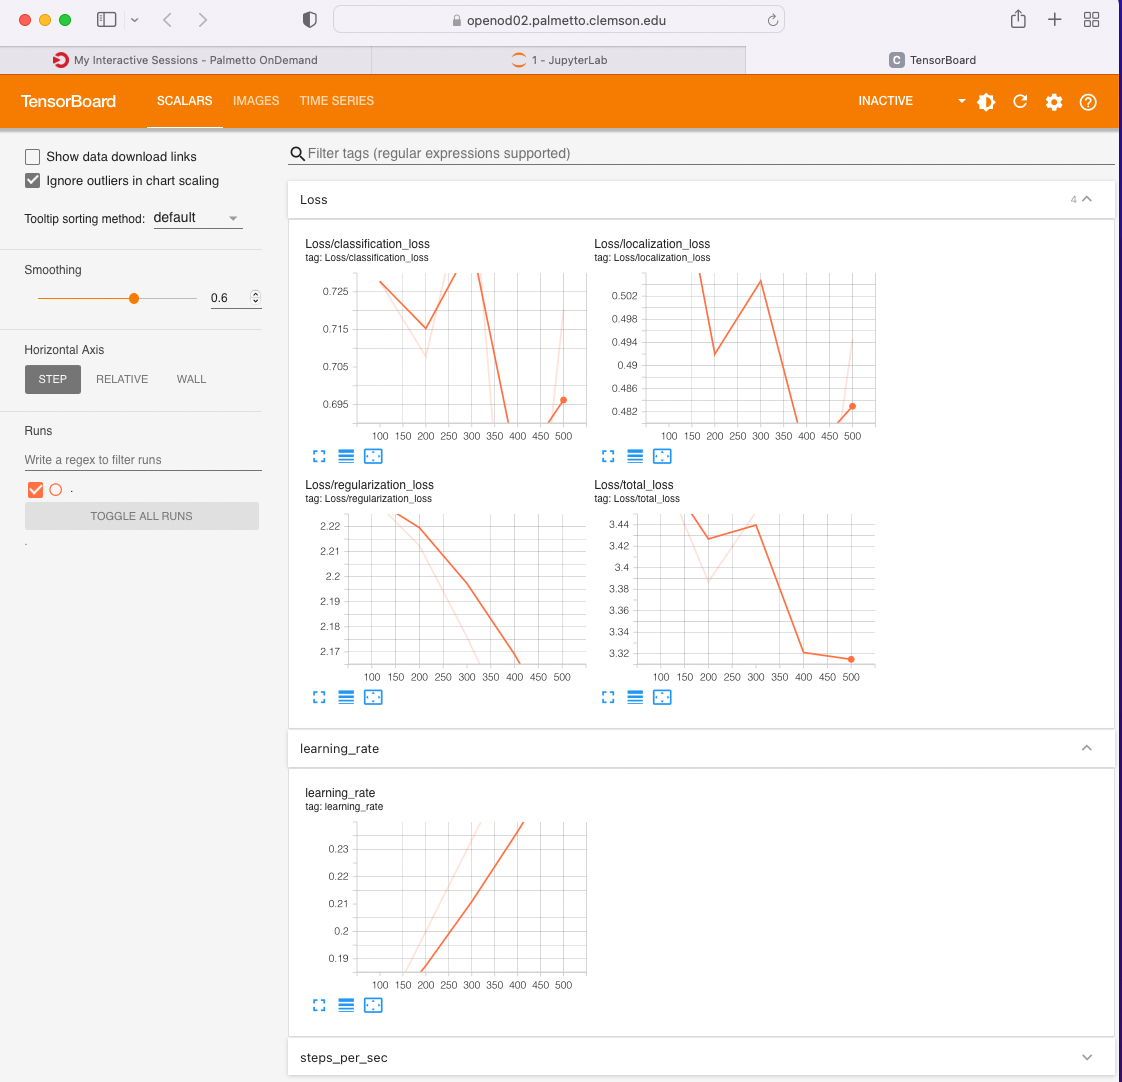 openod02.palmetto.clemson.edu
My Interactive Sessions - Palmetto OnDemand
1 - JupyterLab
C TensorBoard
TensorBoard SCALARS IMAGES TIME SERIES INACTIVE
Show data download links
Ignore outliers in chart scaling
Tooltip sorting method: default
Smoothing
0.6
Horizontal Axis
STEP RELATIVE WALL
Runs
Write a regex to filter runs
.
TOGGLE ALL RUNS
.
Filter tags (regular expressions supported)
Loss 4
Loss/classification_loss
tag: Loss/classification_loss
0.725
0.715
0.705
0.695
100 150 200 250 300 350 400 450 500
Loss/localization_loss
tag: Loss/localization_loss
0.502
0.498
0.494
0.49
0.486
0.482
100 150 200 250 300 350 400 450 500
Loss/regularization_loss
tag: Loss/regularization_loss
2.22
2.21
2.2
2.19
2.18
2.17
100 150 200 250 300 350 400 450 500
Loss/total_loss
tag: Loss/total_loss
3.44
3.42
3.4
3.38
3.36
3.34
3.32
100 150 200 250 300 350 400 450 500
learning_rate
learning_rate
tag: learning_rate
0.23
0.22
0.21
0.2
0.19
100 150 200 250 300 350 400 450 500
steps_per_sec